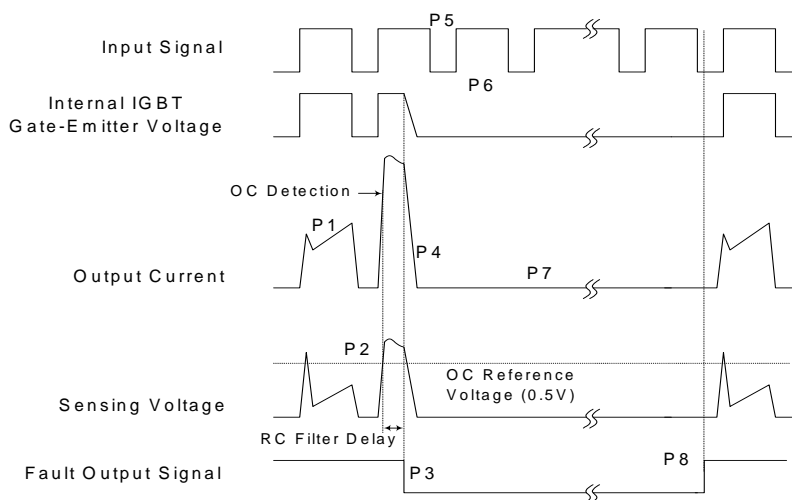 P5
Input Signal
P6
Internal IGBT
Gate-Emitter Voltage
OC Detection
P1
P4
Output Current
P7
P2
OC Reference
Voltage (0.5V)
Sensing Voltage
RC Filter Delay
Fault Output Signal
P3
P8